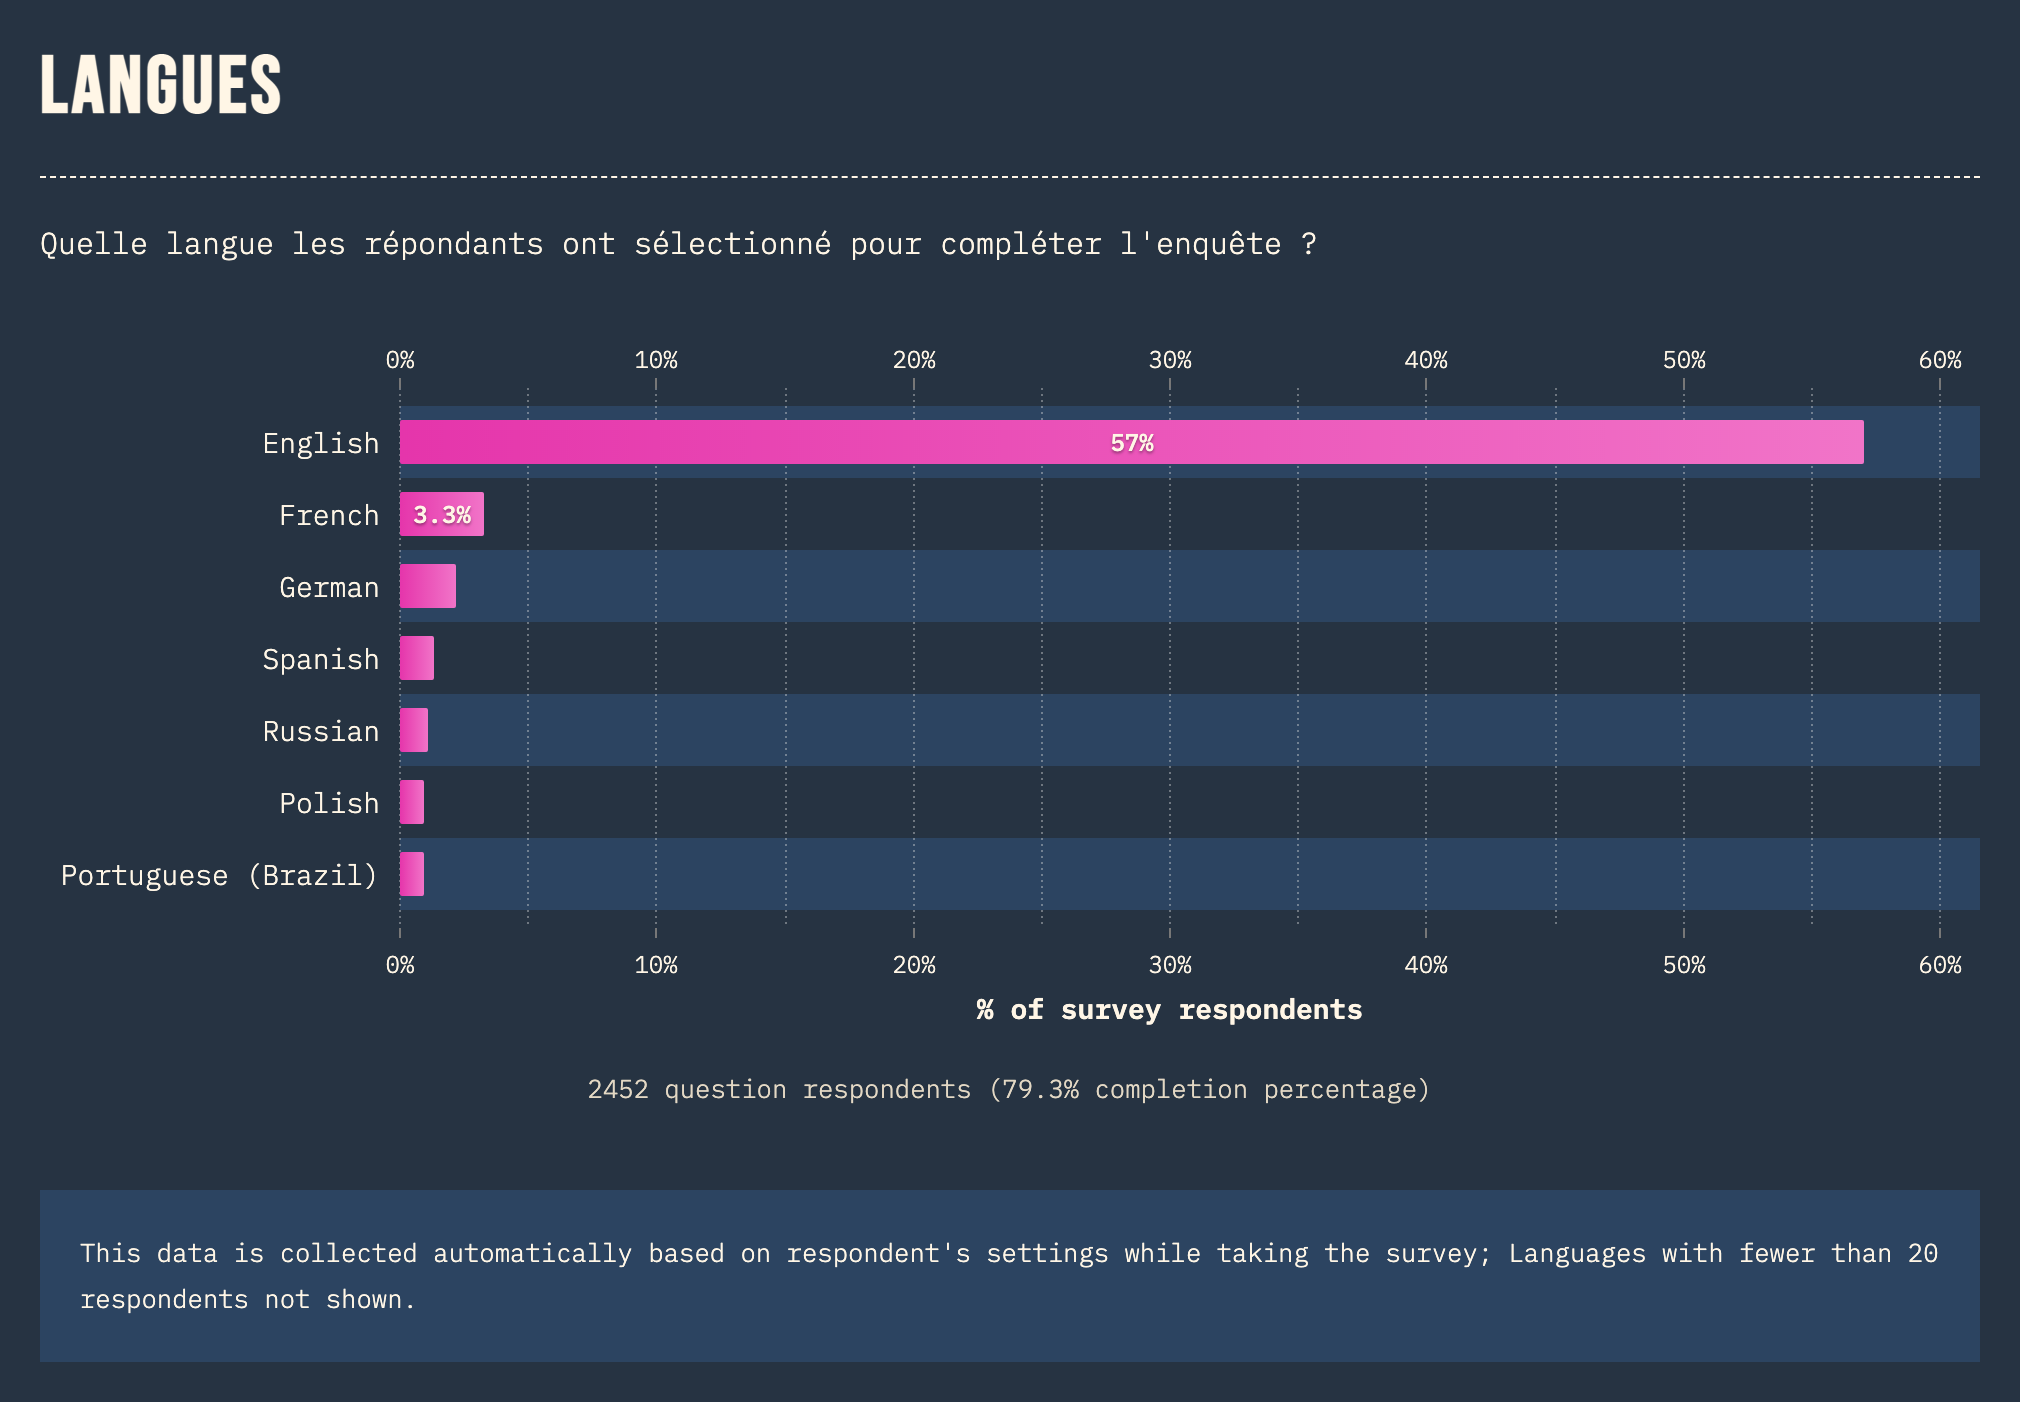 LANGUES
Quelle langue les répondants ont sélectionné pour compléter l'enquête ?
0% 10% 20% 30% 40% 50% 60%
English 57%
French 3.3%
German
Spanish
Russian
Polish
Portuguese (Brazil)
0% 10% 20% 30% 40% 50% 60%
% of survey respondents
2452 question respondents (79.3% completion percentage)
This data is collected automatically based on respondent's settings while taking the survey; Languages with fewer than 20
respondents not shown.